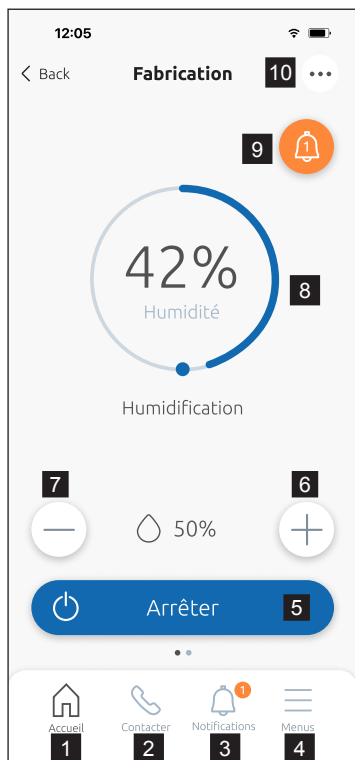 12:05
Back Fabrication 10
9 1
42%
Humidité
8
Humidification
7 6
50%
Arrêter 5
1
Accueil Contacter Notifications Menus
1 2 3 4